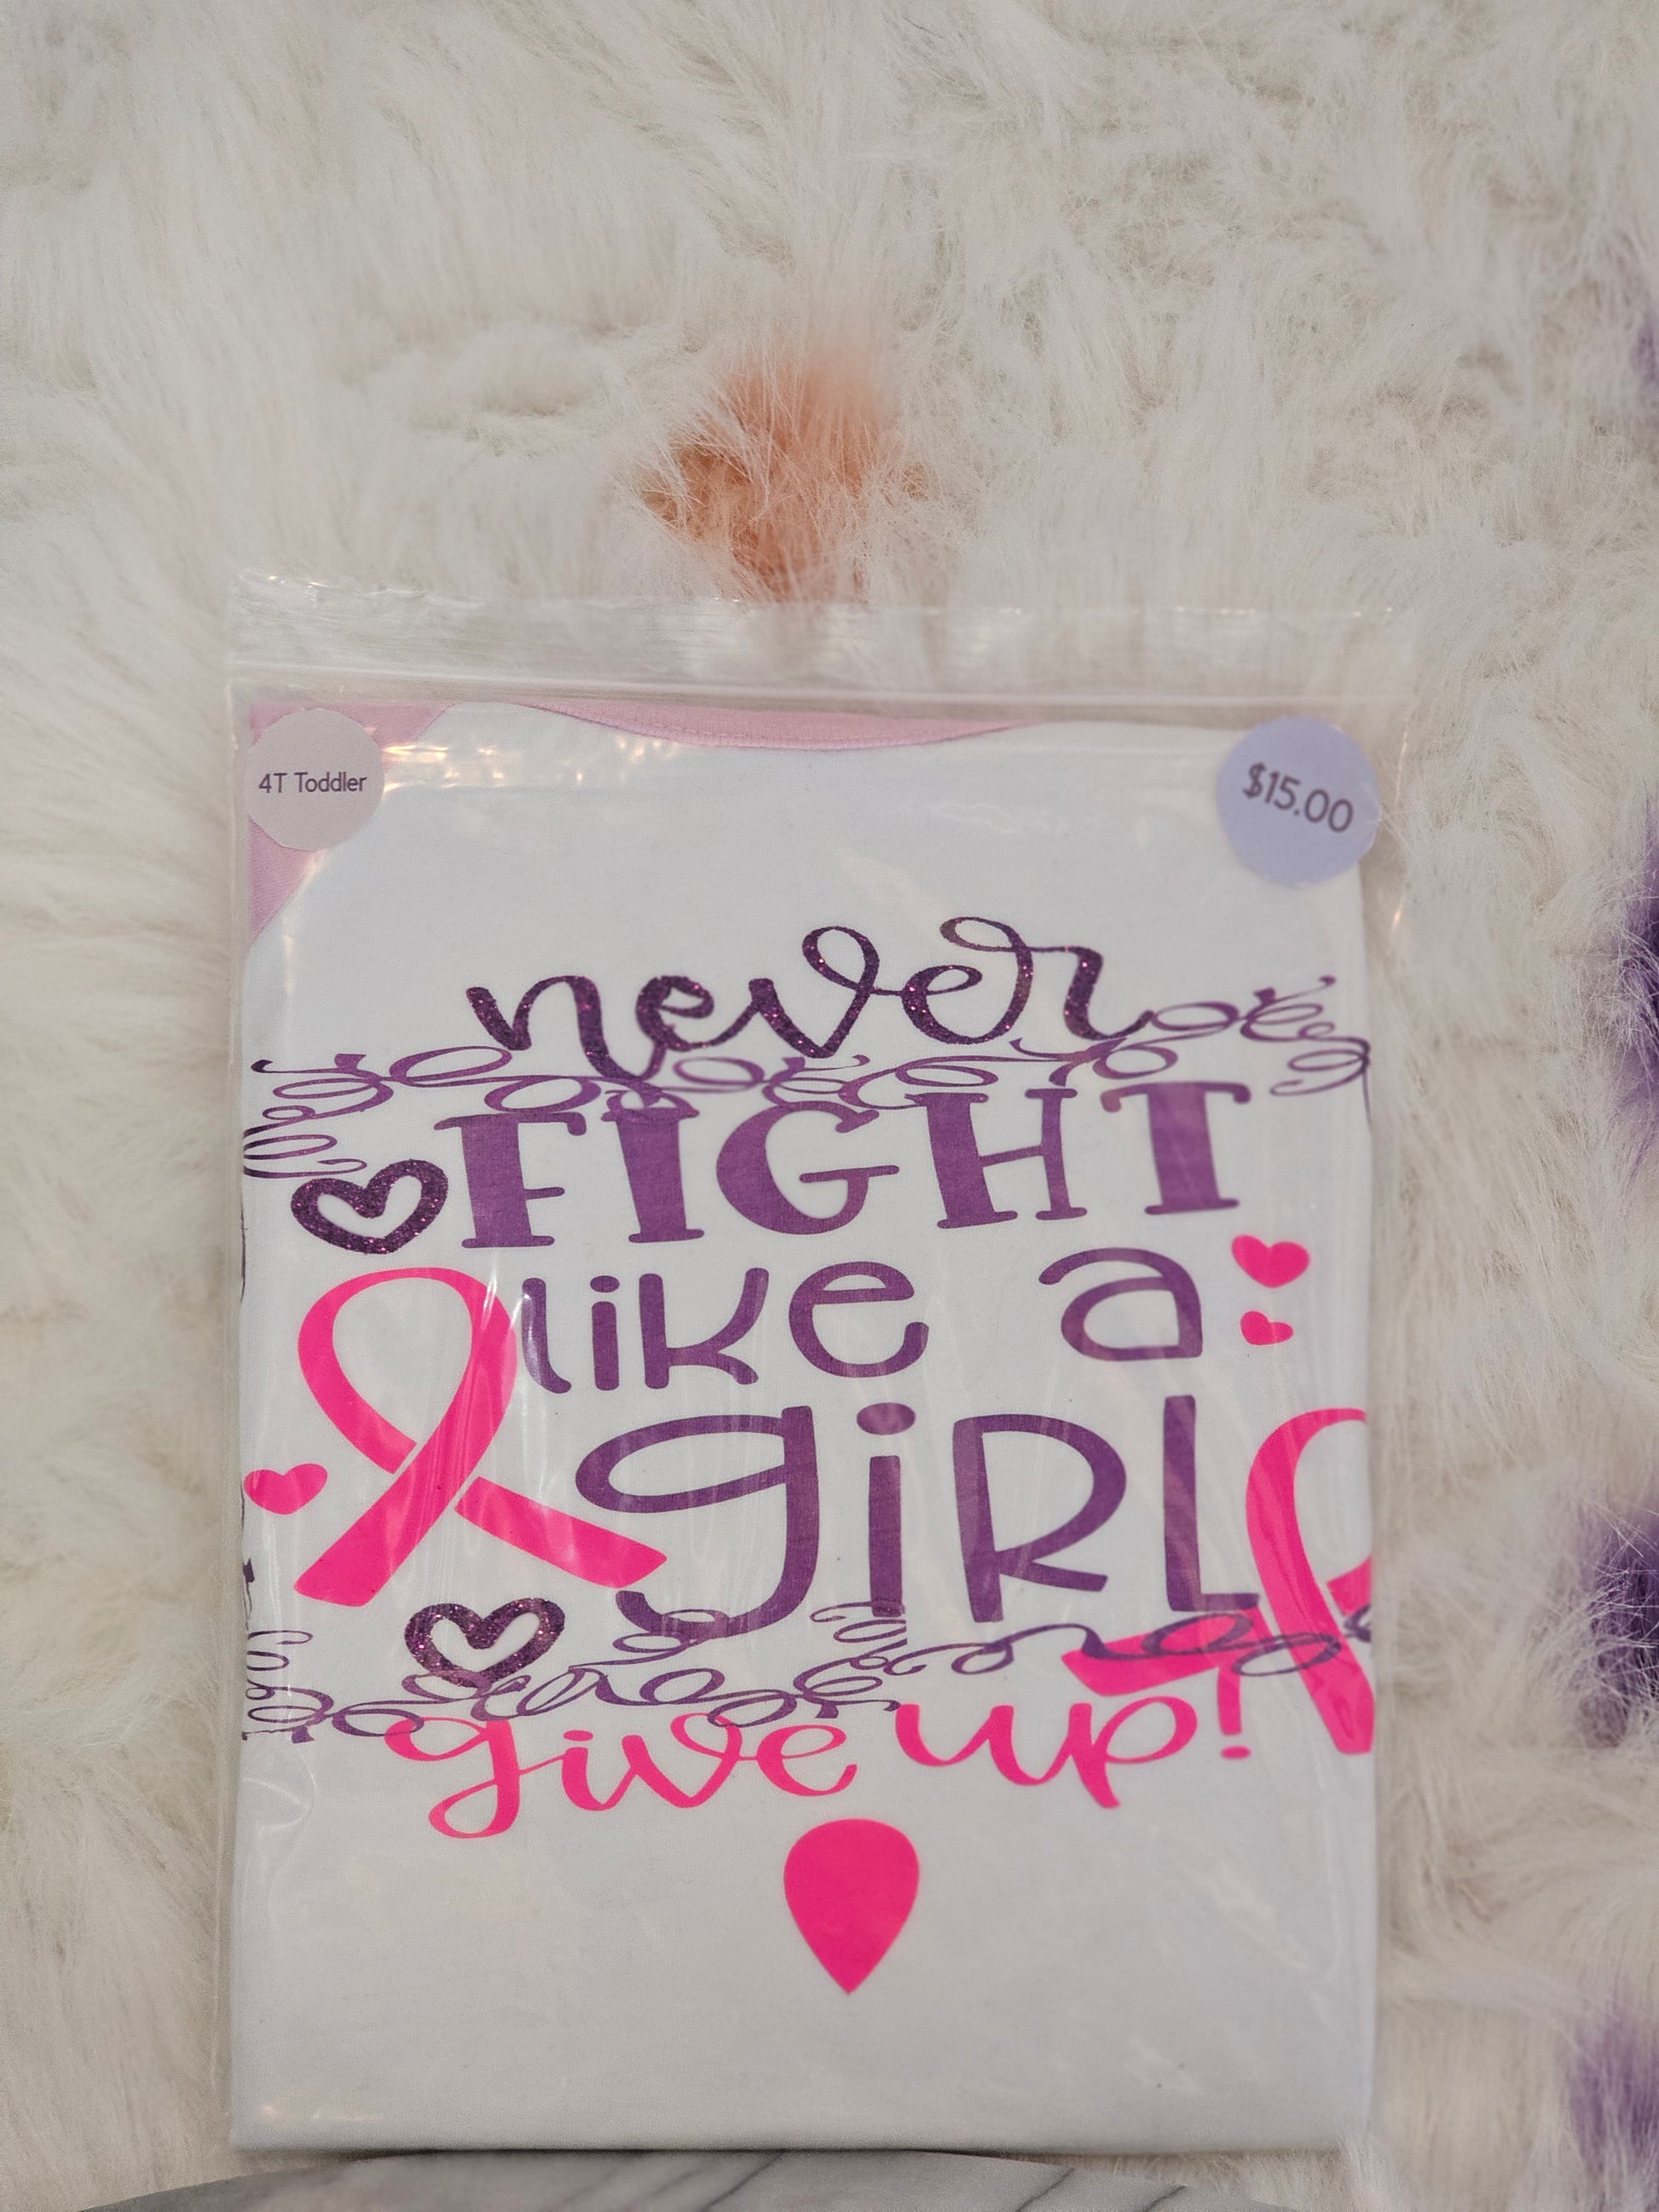 4T Toddler
$15.00
never
FIGHT
like a
giRL
give up!